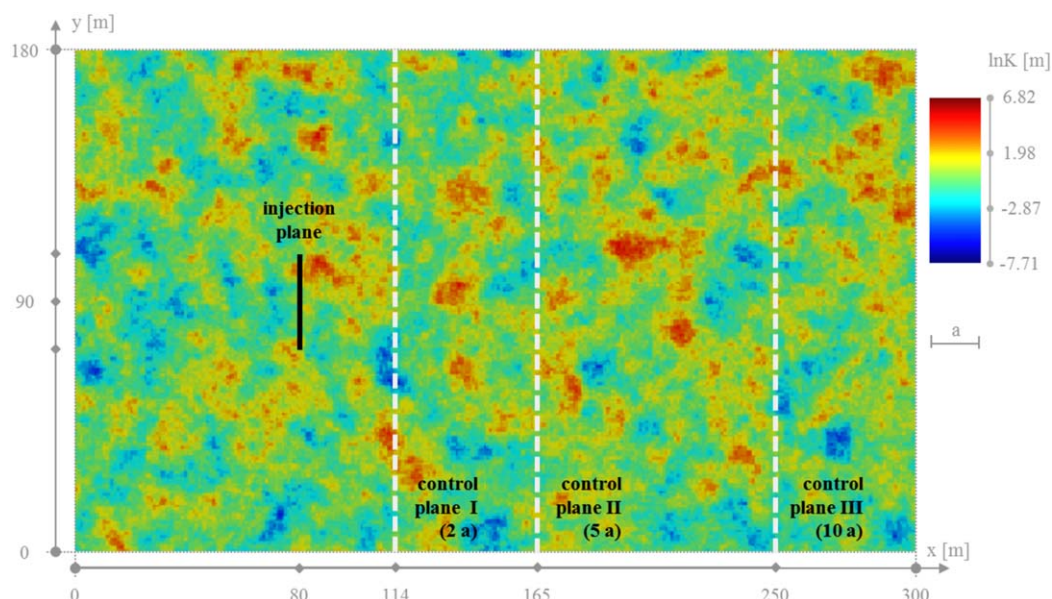 y [m]
180
lnK [m]
6.82
1.98
-2.87
-7.71
injection
plane
90
a
control
plane I
(2 a)
control
plane II
(5 a)
control
plane III
(10 a)
0
x [m]
0 80 114 165 250 300